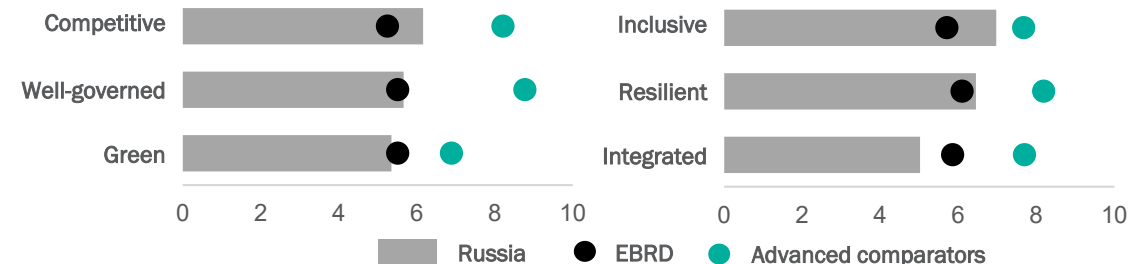 Competitive
Well-governed
Green
0 2 4 6 8 10
Inclusive
Resilient
Integrated
0 2 4 6 8 10
Russia EBRD Advanced comparators